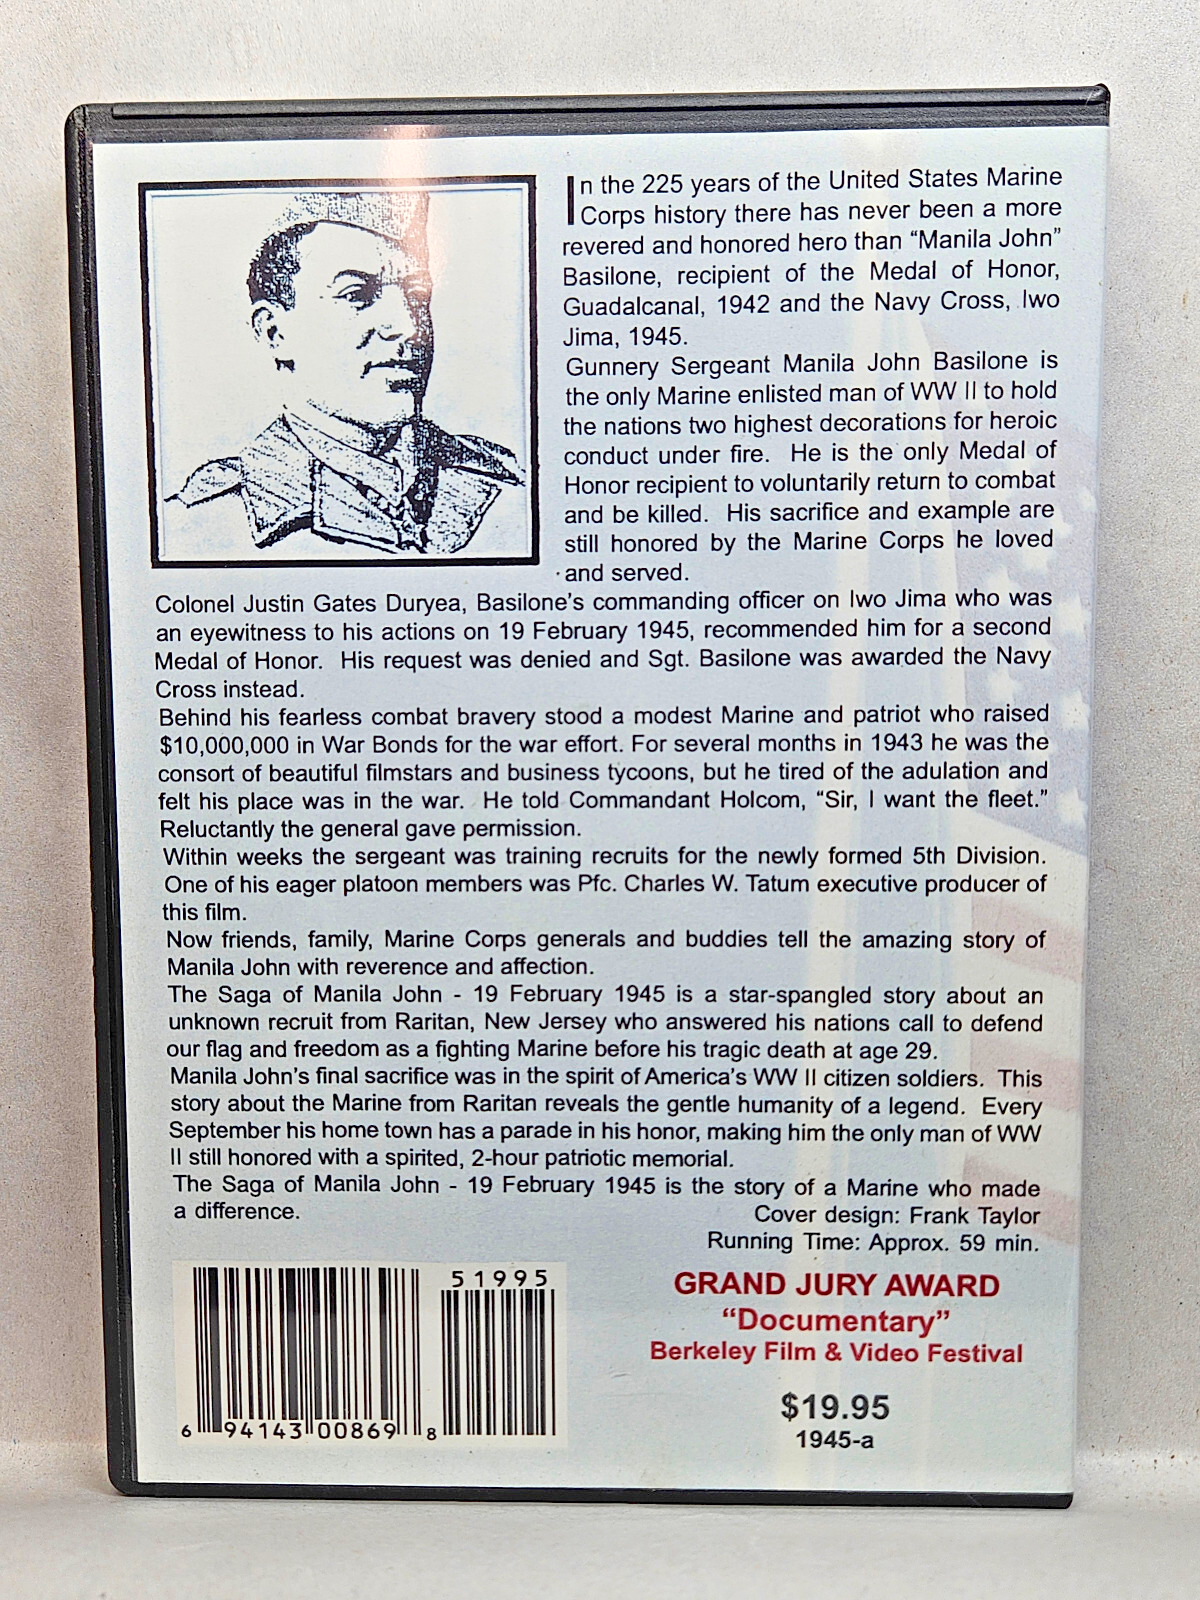 In the 225 years of the United States Marine
Corps history there has never been a more
revered and honored hero than “Manila John”
Basilone, recipient of the Medal of Honor,
Guadalcanal, 1942 and the Navy Cross, Iwo
Jima, 1945.
Gunnery Sergeant Manila John Basilone is
the only Marine enlisted man of WW II to hold
the nations two highest decorations for heroic
conduct under fire. He is the only Medal of
Honor recipient to voluntarily return to combat
and be killed. His sacrifice and example are
still honored by the Marine Corps he loved
and served.
Colonel Justin Gates Duryea, Basilone’s commanding officer on Iwo Jima who was
an eyewitness to his actions on 19 February 1945, recommended him for a second
Medal of Honor. His request was denied and Sgt. Basilone was awarded the Navy
Cross instead.
Behind his fearless combat bravery stood a modest Marine and patriot who raised
$10,000,000 in War Bonds for the war effort. For several months in 1943 he was the
consort of beautiful filmstars and business tycoons, but he tired of the adulation and
felt his place was in the war. He told Commandant Holcom, “Sir, I want the fleet.”
Reluctantly the general gave permission.
Within weeks the sergeant was training recruits for the newly formed 5th Division.
One of his eager platoon members was Pfc. Charles W. Tatum executive producer of
this film.
Now friends, family, Marine Corps generals and buddies tell the amazing story of
Manila John with reverence and affection.
The Saga of Manila John - 19 February 1945 is a star-spangled story about an
unknown recruit from Raritan, New Jersey who answered his nations call to defend
our flag and freedom as a fighting Marine before his tragic death at age 29.
Manila John’s final sacrifice was in the spirit of America’s WW II citizen soldiers. This
story about the Marine from Raritan reveals the gentle humanity of a legend. Every
September his home town has a parade in his honor, making him the only man of WW
II still honored with a spirited, 2-hour patriotic memorial.
The Saga of Manila John - 19 February 1945 is the story of a Marine who made
a difference.
Cover design: Frank Taylor
Running Time: Approx. 59 min.
51995
6 94143 00869 8
GRAND JURY AWARD
“Documentary”
Berkeley Film & Video Festival
$19.95
1945-a